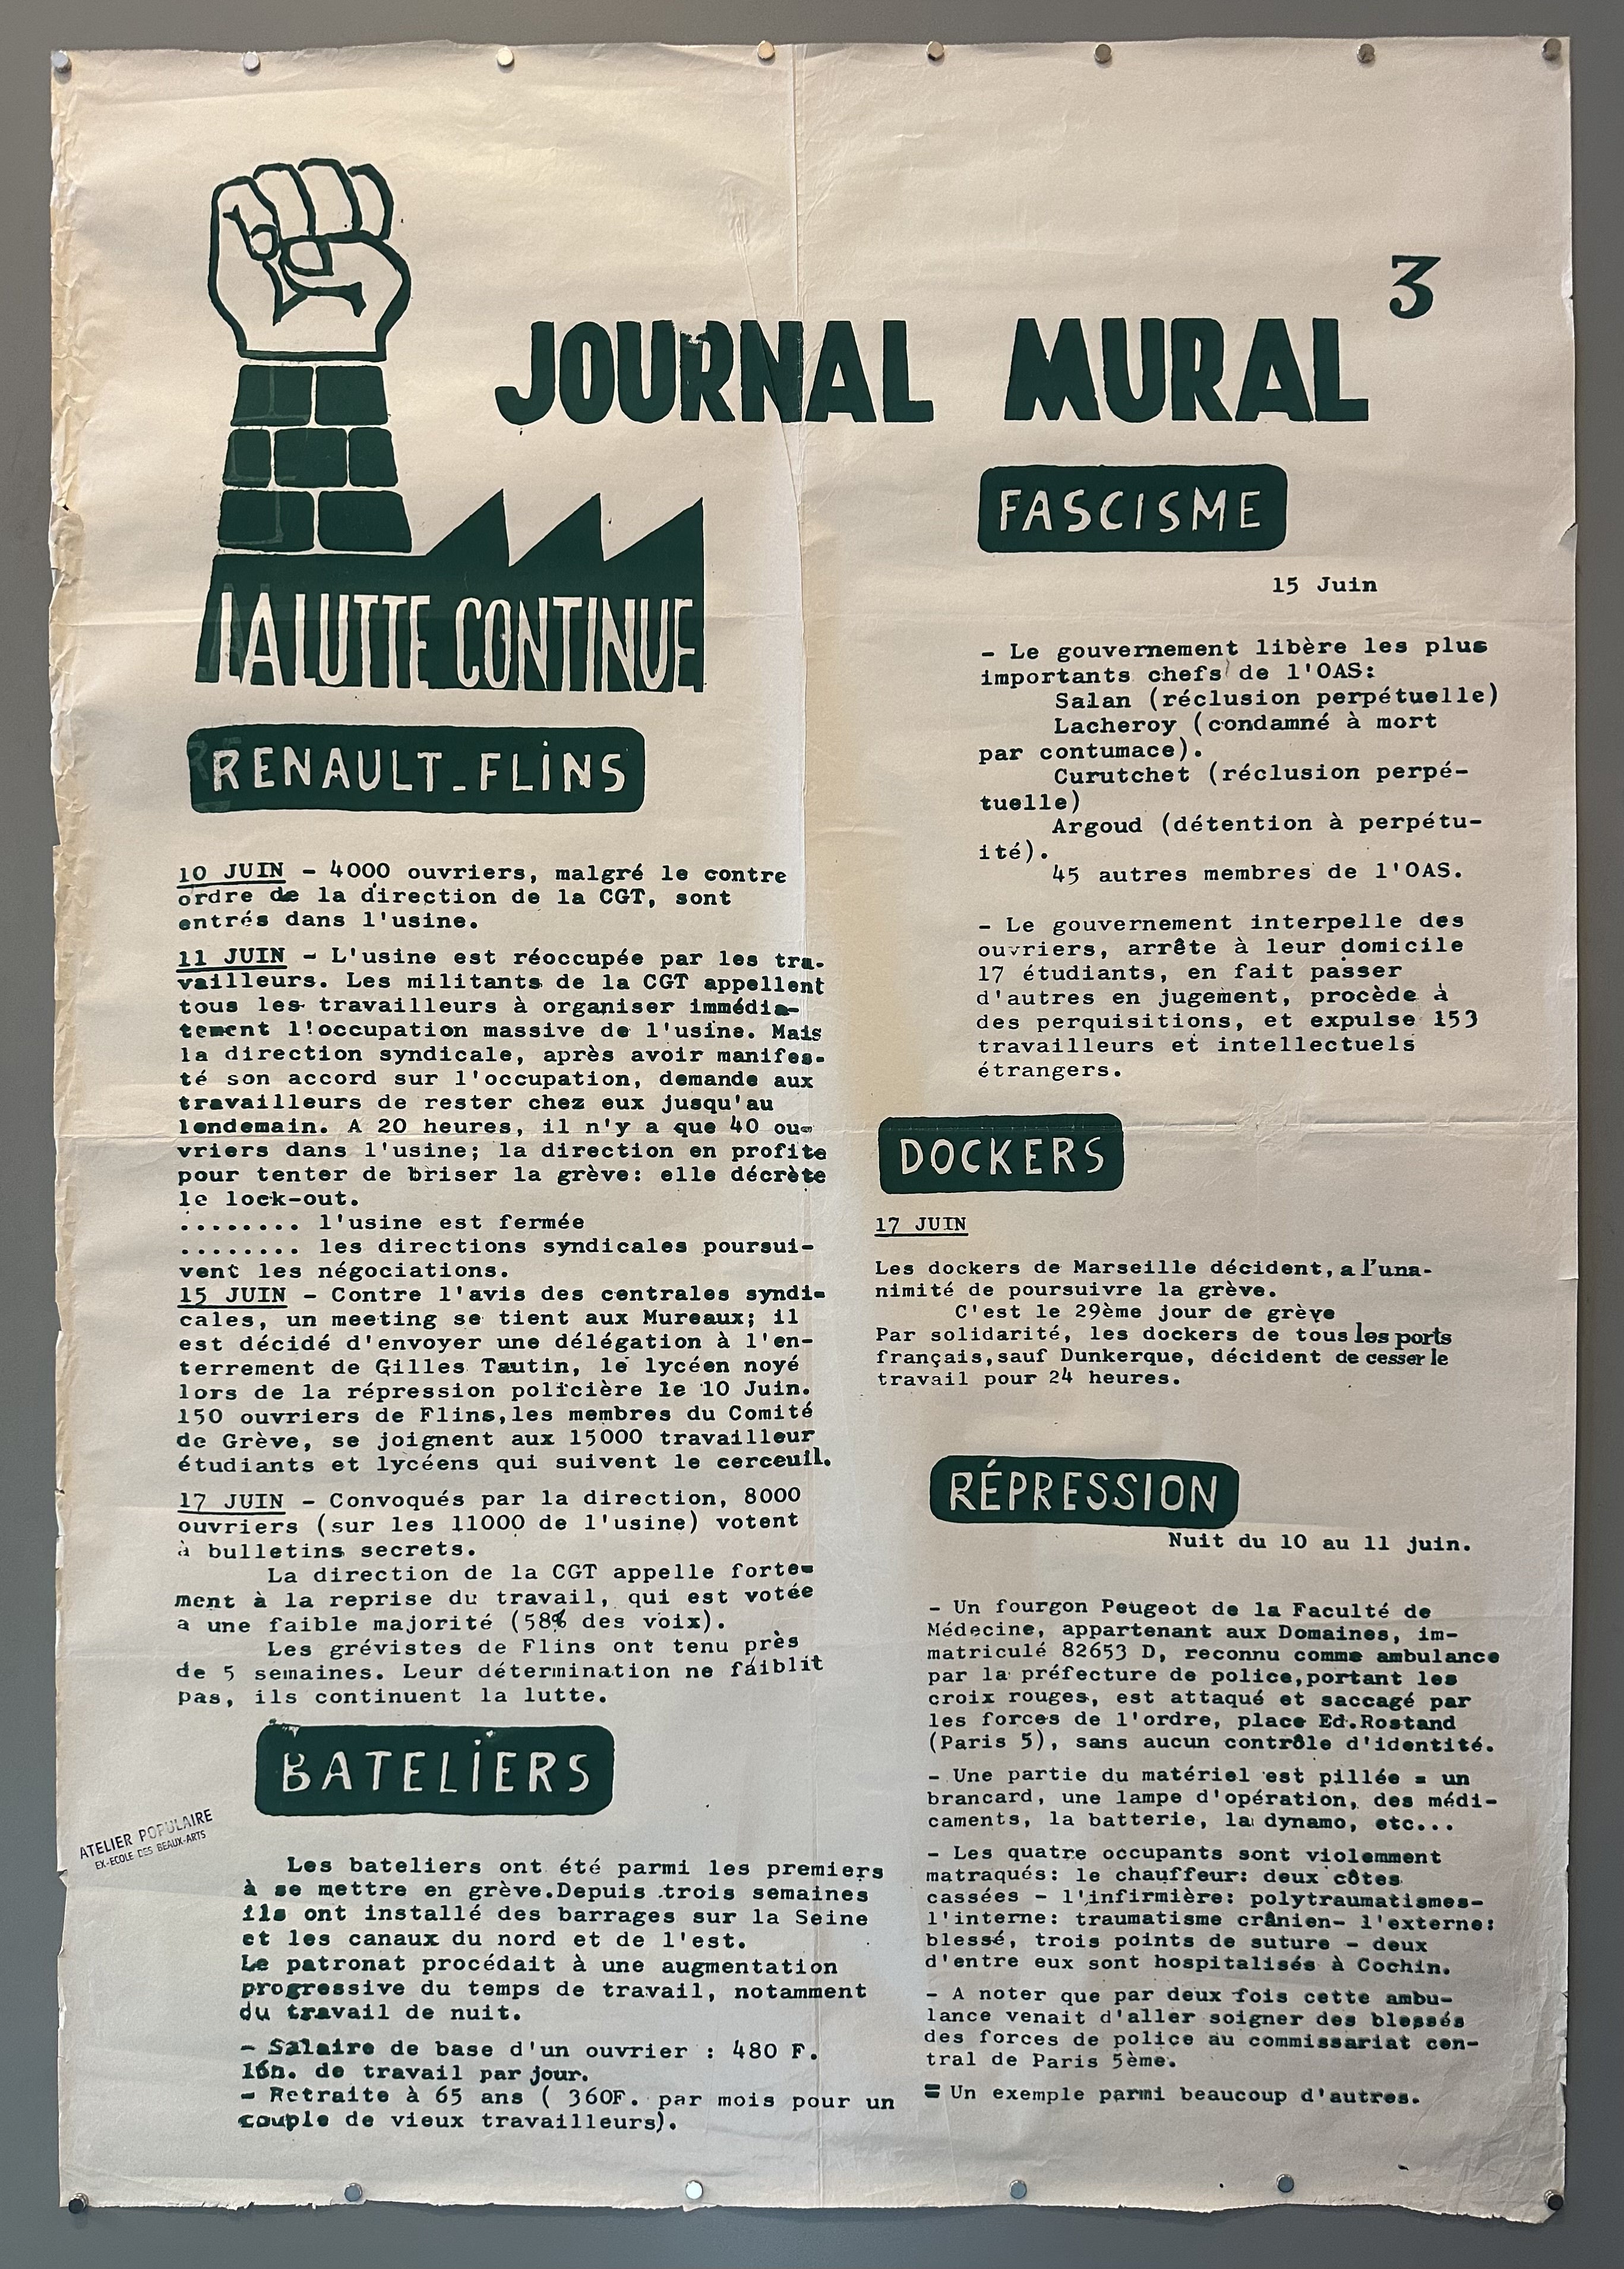 JOURNAL MURAL 3
LA LUTTE CONTINUE
RENAULT_FLINS
10 JUIN - 4000 ouvriers, malgré le contre
ordre de la direction de la CGT, sont
entrés dans l'usine.
11 JUIN - L'usine est réoccupée par les tra-
vailleurs. Les militants de la CGT appellent
tous les travailleurs à organiser immédia-
tement l'occupation massive de l'usine. Mais
la direction syndicale, après avoir manifes-
té son accord sur l'occupation, demande aux
travailleurs de rester chez eux jusqu'au
lendemain. A 20 heures, il n'y a que 40 ou-
vriers dans l'usine; la direction en profite
pour tenter de briser la grève: elle décrète
le lock-out.
........ l'usine est fermée
........ les directions syndicales poursui-
vent les négociations.
15 JUIN - Contre l'avis des centrales syndi-
cales, un meeting se tient aux Mureaux; il
est décidé d'envoyer une délégation à l'en-
terrement de Gilles Tautin, le lycéen noyé
lors de la répression policière le 10 Juin.
150 ouvriers de Flins,les membres du Comité
de Grève, se joignent aux 15000 travailleur
étudiants et lycéens qui suivent le cerceuil.
17 JUIN - Convoqués par la direction, 8000
ouvriers (sur les 11000 de l'usine) votent
à bulletins secrets.
La direction de la CGT appelle forte-
ment à la reprise du travail, qui est votée
a une faible majorité (58% des voix).
Les grévistes de Flins ont tenu près
de 5 semaines. Leur détermination ne faiblit
pas, ils continuent la lutte.
BATELIERS
ATELIER POPULAIRE
EX-ECOLE DES BEAUX-ARTS
Les bateliers ont été parmi les premiers
à se mettre en grève.Depuis trois semaines
ils ont installé des barrages sur la Seine
et les canaux du nord et de l'est.
Le patronat procédait à une augmentation
progressive du temps de travail, notamment
du travail de nuit.
- Salaire de base d'un ouvrier : 480 F.
16h. de travail par jour.
- Retraite à 65 ans ( 360F. par mois pour un
couple de vieux travailleurs).
FASCISME
15 Juin
- Le gouvernement libère les plus
importants chefs de l'OAS:
Salan (réclusion perpétuelle)
Lacheroy (condamné à mort
par contumace).
Curutchet (réclusion perpé-
tuelle)
Argoud (détention à perpétu-
ité).
45 autres membres de l'OAS.
- Le gouvernement interpelle des
ouvriers, arrête à leur domicile
17 étudiants, en fait passer
d'autres en jugement, procède à
des perquisitions, et expulse 153
travailleurs et intellectuels
étrangers.
DOCKERS
17 JUIN
Les dockers de Marseille décident, a l'una-
nimité de poursuivre la grève.
C'est le 29ème jour de grève
Par solidarité, les dockers de tous les ports
français,sauf Dunkerque, décident de cesser le
travail pour 24 heures.
RÉPRESSION
Nuit du 10 au 11 juin.
- Un fourgon Peugeot de la Faculté de
Médecine, appartenant aux Domaines, im-
matriculé 82653 D, reconnu comme ambulance
par la préfecture de police,portant les
croix rouges, est attaqué et saccagé par
les forces de l'ordre, place Ed.Rostand
(Paris 5), sans aucun contrôle d'identité.
- Une partie du matériel est pillée = un
brancard, une lampe d'opération, des médi-
caments, la batterie, la dynamo, etc...
- Les quatre occupants sont violemment
matraqués: le chauffeur: deux côtes
cassées - l'infirmière: polytraumatismes-
l'interne: traumatisme crânien- l'externe:
blessé, trois points de suture - deux
d'entre eux sont hospitalisés à Cochin.
- A noter que par deux fois cette ambu-
lance venait d'aller soigner des blessés
des forces de police au commissariat cen-
tral de Paris 5ème.
= Un exemple parmi beaucoup d'autres.